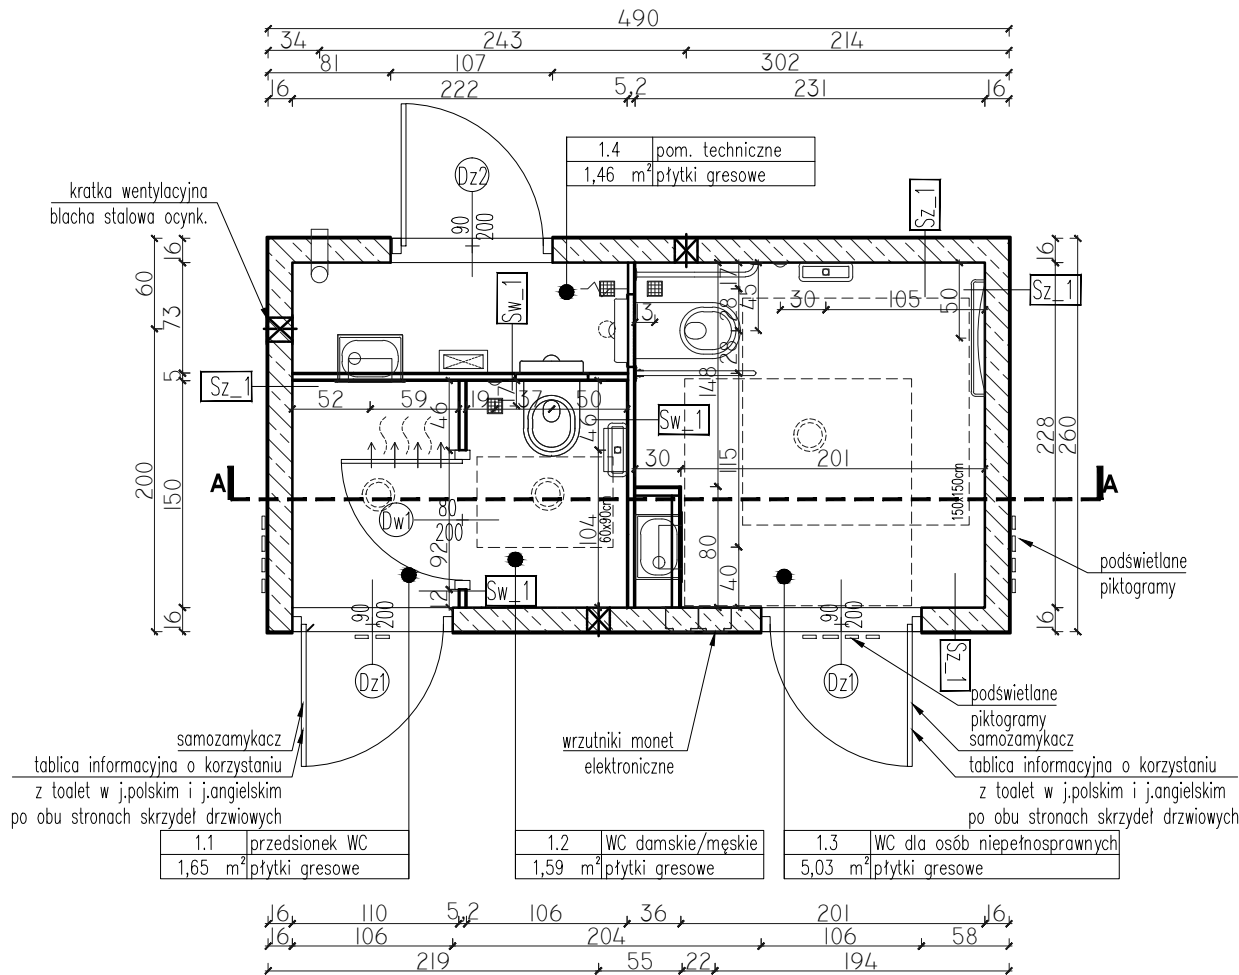 490
34 243 214
81 107 302
16 222 5,2 231 16
1.4 pom. techniczne
1,46 m² płytki gresowe
Dz2
90
200
kratka wentylacyjna
blacha stalowa ocynk.
Sz_1
Sz_1
Sw_1
16
60
73
5
200
150
16
17
28
45
28
3
30 105
50
148
16
228
260
16
Sz_1
52 59 19 37 50
17
46
46
Sw_1
30 115 201
A A
Dw1
80
200
104
60x90cm
150x150cm
92
12
80
40
Sw_1
podświetlane
piktogramy
90
200
90
200
Dz1
Dz1
Sz_1
podświetlane
piktogramy
samozamykacz
tablica informacyjna o korzystaniu
z toalet w j.polskim i j.angielskim
po obu stronach skrzydeł drzwiowych
wrzutniki monet
elektroniczne
samozamykacz
tablica informacyjna o korzystaniu
z toalet w j.polskim i j.angielskim
po obu stronach skrzydeł drzwiowych
1.1 przedsionek WC
1,65 m² płytki gresowe
1.2 WC damskie/męskie
1,59 m² płytki gresowe
1.3 WC dla osób niepełnosprawnych
5,03 m² płytki gresowe
16 110 5,2 106 36 201 16
16 106 204 106 58
219 55 22 194